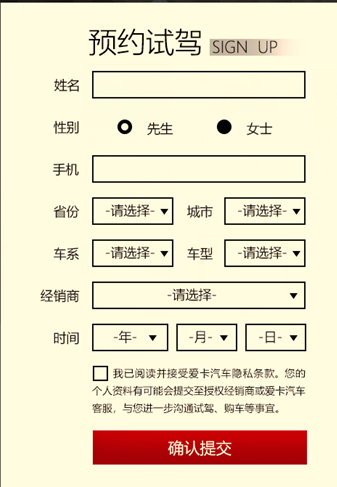 预约试驾 SIGN UP
姓名
性别 先生 女士
手机
省份 -请选择- 城市 -请选择-
车系 -请选择- 车型 -请选择-
经销商 -请选择-
时间 -年- -月- -日-
我已阅读并接受爱卡汽车隐私条款。您的
个人资料有可能会提交至授权经销商或爱卡汽车
客服，与您进一步沟通试驾、购车等事宜。
确认提交